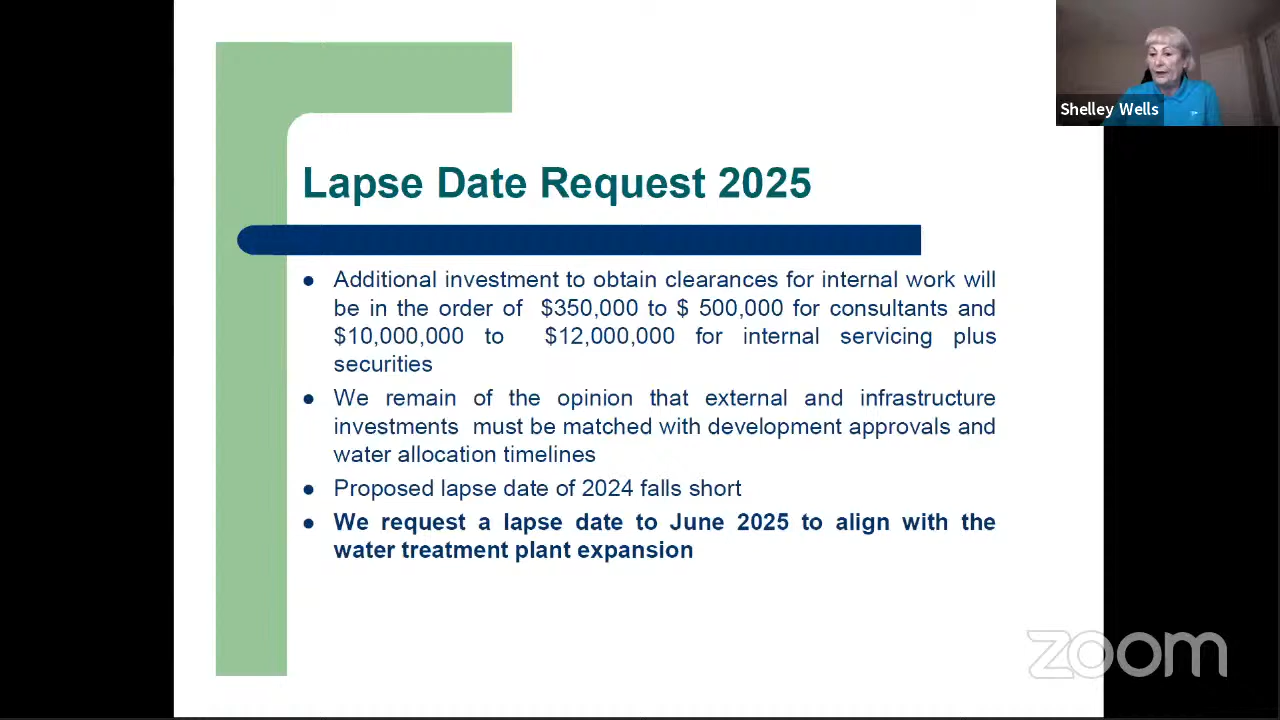 Shelley Wells
Lapse Date Request 2025
● Additional investment to obtain clearances for internal work will
be in the order of $350,000 to $ 500,000 for consultants and
$10,000,000 to $12,000,000 for internal servicing plus
securities
● We remain of the opinion that external and infrastructure
investments must be matched with development approvals and
water allocation timelines
● Proposed lapse date of 2024 falls short
● We request a lapse date to June 2025 to align with the
water treatment plant expansion
zoom